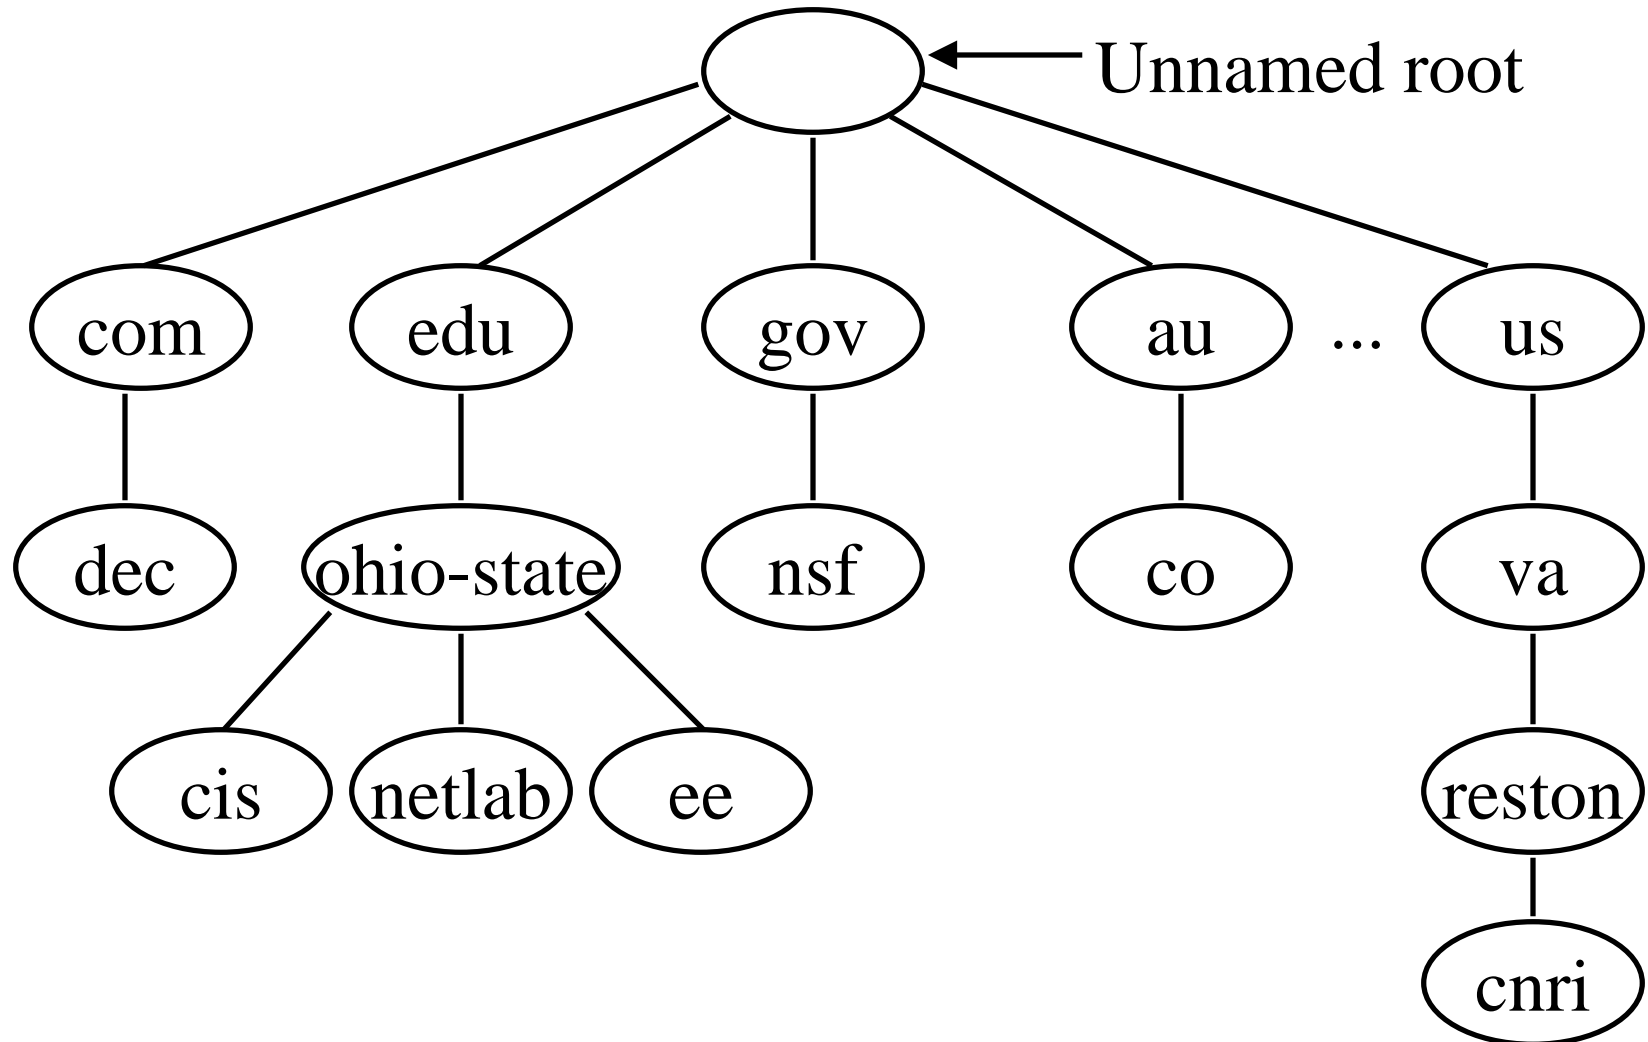 Unnamed root
com edu gov au ... us
dec ohio-state nsf co va
cis netlab ee reston
cnri